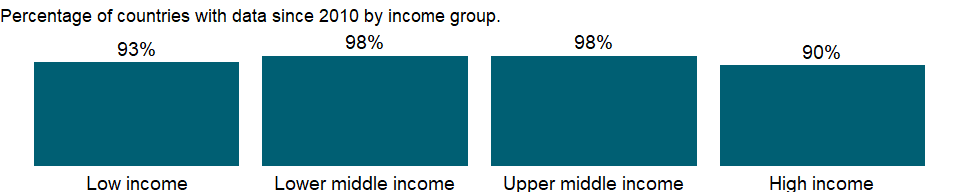 Percentage of countries with data since 2010 by income group.
93% 98% 98% 90%
Low income Lower middle income Upper middle income High income